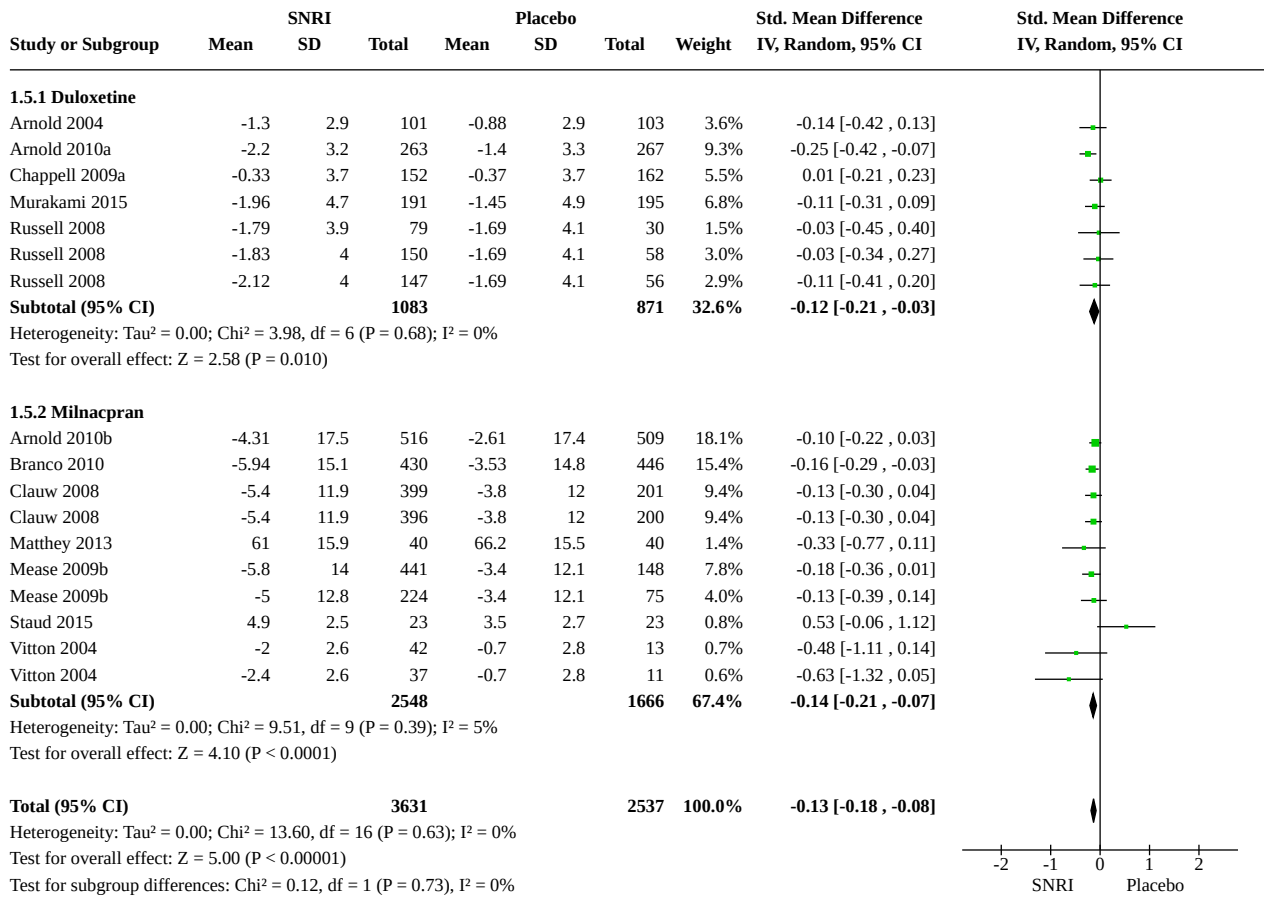 SNRI Placebo Std. Mean Difference Std. Mean Difference
Study or Subgroup Mean SD Total Mean SD Total Weight IV, Random, 95% CI IV, Random, 95% CI
1.5.1 Duloxetine
Arnold 2004 -1.3 2.9 101 -0.88 2.9 103 3.6% -0.14 [-0.42 , 0.13]
Arnold 2010a -2.2 3.2 263 -1.4 3.3 267 9.3% -0.25 [-0.42 , -0.07]
Chappell 2009a -0.33 3.7 152 -0.37 3.7 162 5.5% 0.01 [-0.21 , 0.23]
Murakami 2015 -1.96 4.7 191 -1.45 4.9 195 6.8% -0.11 [-0.31 , 0.09]
Russell 2008 -1.79 3.9 79 -1.69 4.1 30 1.5% -0.03 [-0.45 , 0.40]
Russell 2008 -1.83 4 150 -1.69 4.1 58 3.0% -0.03 [-0.34 , 0.27]
Russell 2008 -2.12 4 147 -1.69 4.1 56 2.9% -0.11 [-0.41 , 0.20]
Subtotal (95% CI) 1083 871 32.6% -0.12 [-0.21 , -0.03]
Heterogeneity: Tau² = 0.00; Chi² = 3.98, df = 6 (P = 0.68); I² = 0%
Test for overall effect: Z = 2.58 (P = 0.010)
1.5.2 Milnacpran
Arnold 2010b -4.31 17.5 516 -2.61 17.4 509 18.1% -0.10 [-0.22 , 0.03]
Branco 2010 -5.94 15.1 430 -3.53 14.8 446 15.4% -0.16 [-0.29 , -0.03]
Clauw 2008 -5.4 11.9 399 -3.8 12 201 9.4% -0.13 [-0.30 , 0.04]
Clauw 2008 -5.4 11.9 396 -3.8 12 200 9.4% -0.13 [-0.30 , 0.04]
Matthey 2013 61 15.9 40 66.2 15.5 40 1.4% -0.33 [-0.77 , 0.11]
Mease 2009b -5.8 14 441 -3.4 12.1 148 7.8% -0.18 [-0.36 , 0.01]
Mease 2009b -5 12.8 224 -3.4 12.1 75 4.0% -0.13 [-0.39 , 0.14]
Staud 2015 4.9 2.5 23 3.5 2.7 23 0.8% 0.53 [-0.06 , 1.12]
Vitton 2004 -2 2.6 42 -0.7 2.8 13 0.7% -0.48 [-1.11 , 0.14]
Vitton 2004 -2.4 2.6 37 -0.7 2.8 11 0.6% -0.63 [-1.32 , 0.05]
Subtotal (95% CI) 2548 1666 67.4% -0.14 [-0.21 , -0.07]
Heterogeneity: Tau² = 0.00; Chi² = 9.51, df = 9 (P = 0.39); I² = 5%
Test for overall effect: Z = 4.10 (P < 0.0001)
Total (95% CI) 3631 2537 100.0% -0.13 [-0.18 , -0.08]
Heterogeneity: Tau² = 0.00; Chi² = 13.60, df = 16 (P = 0.63); I² = 0%
Test for overall effect: Z = 5.00 (P < 0.00001)
Test for subgroup differences: Chi² = 0.12, df = 1 (P = 0.73), I² = 0%
-2 -1 0 1 2
SNRI Placebo